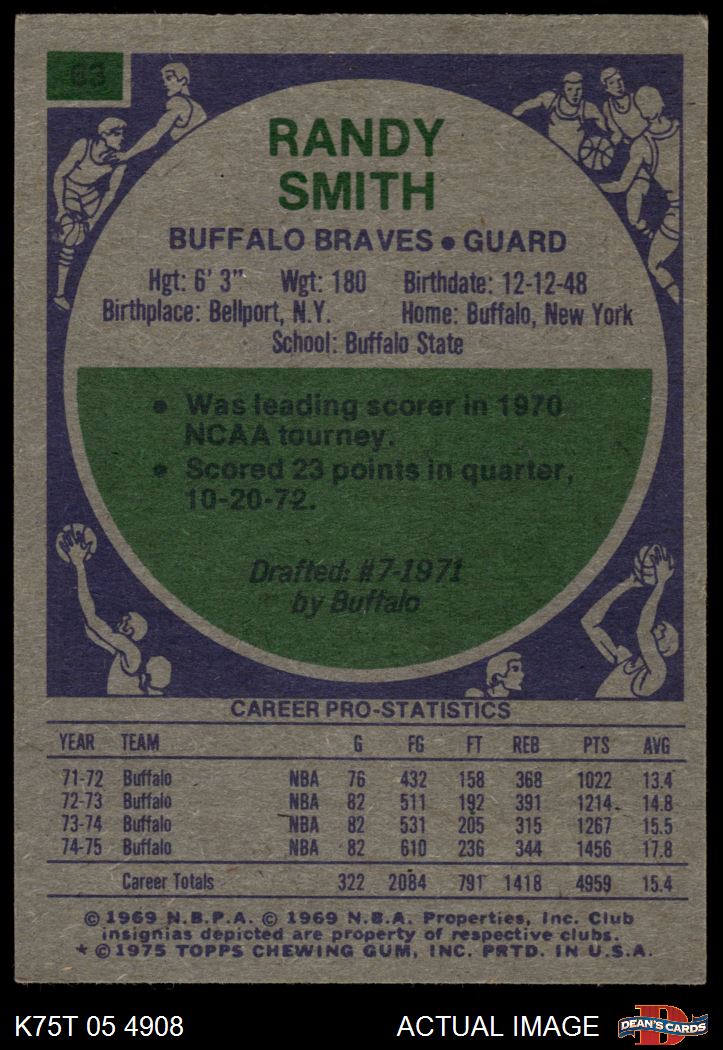 63
RANDY
SMITH
BUFFALO BRAVES • GUARD
Hgt: 6' 3" Wgt: 180 Birthdate: 12-12-48
Birthplace: Bellport, N.Y. Home: Buffalo, New York
School: Buffalo State
• Was leading scorer in 1970
NCAA tourney.
• Scored 23 points in quarter,
10-20-72.
Drafted: #7-1971
by Buffalo
CAREER PRO-STATISTICS
YEAR TEAM G FG FT REB PTS AVG
71-72 Buffalo NBA 76 432 158 368 1022 13.4
72-73 Buffalo NBA 82 511 192 391 1214 14.8
73-74 Buffalo NBA 82 531 205 315 1267 15.5
74-75 Buffalo NBA 82 610 236 344 1456 17.8
Career Totals 322 2084 791 1418 4959 15.4
© 1969 N.B.P.A. © 1969 N.B.A. Properties, Inc. Club
insignias depicted are property of respective clubs.
* © 1975 TOPPS CHEWING GUM, INC. PRTD. IN U.S.A.
K75T 05 4908 ACTUAL IMAGE D DEAN'S CARDS